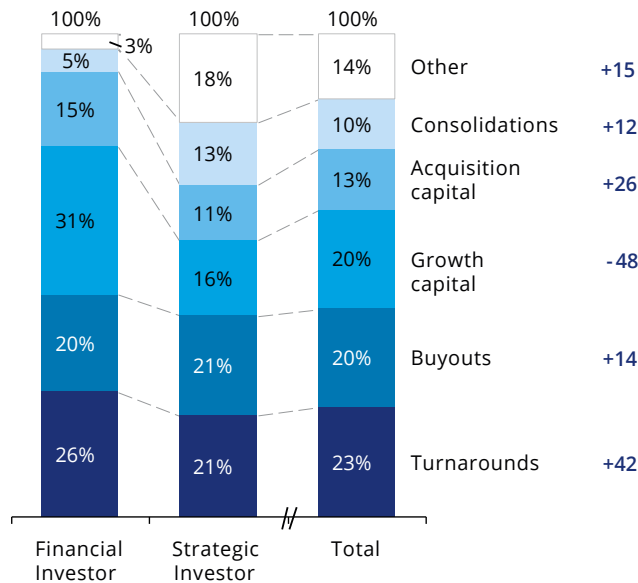 100% 100% 100%
3%
5%
15%
31%
20%
26%
18%
13%
11%
16%
21%
21%
14%
10%
13%
20%
20%
23%
Other +15
Consolidations +12
Acquisition
capital +26
Growth
capital -48
Buyouts +14
Turnarounds +42
Financial
Investor
Strategic
Investor
Total